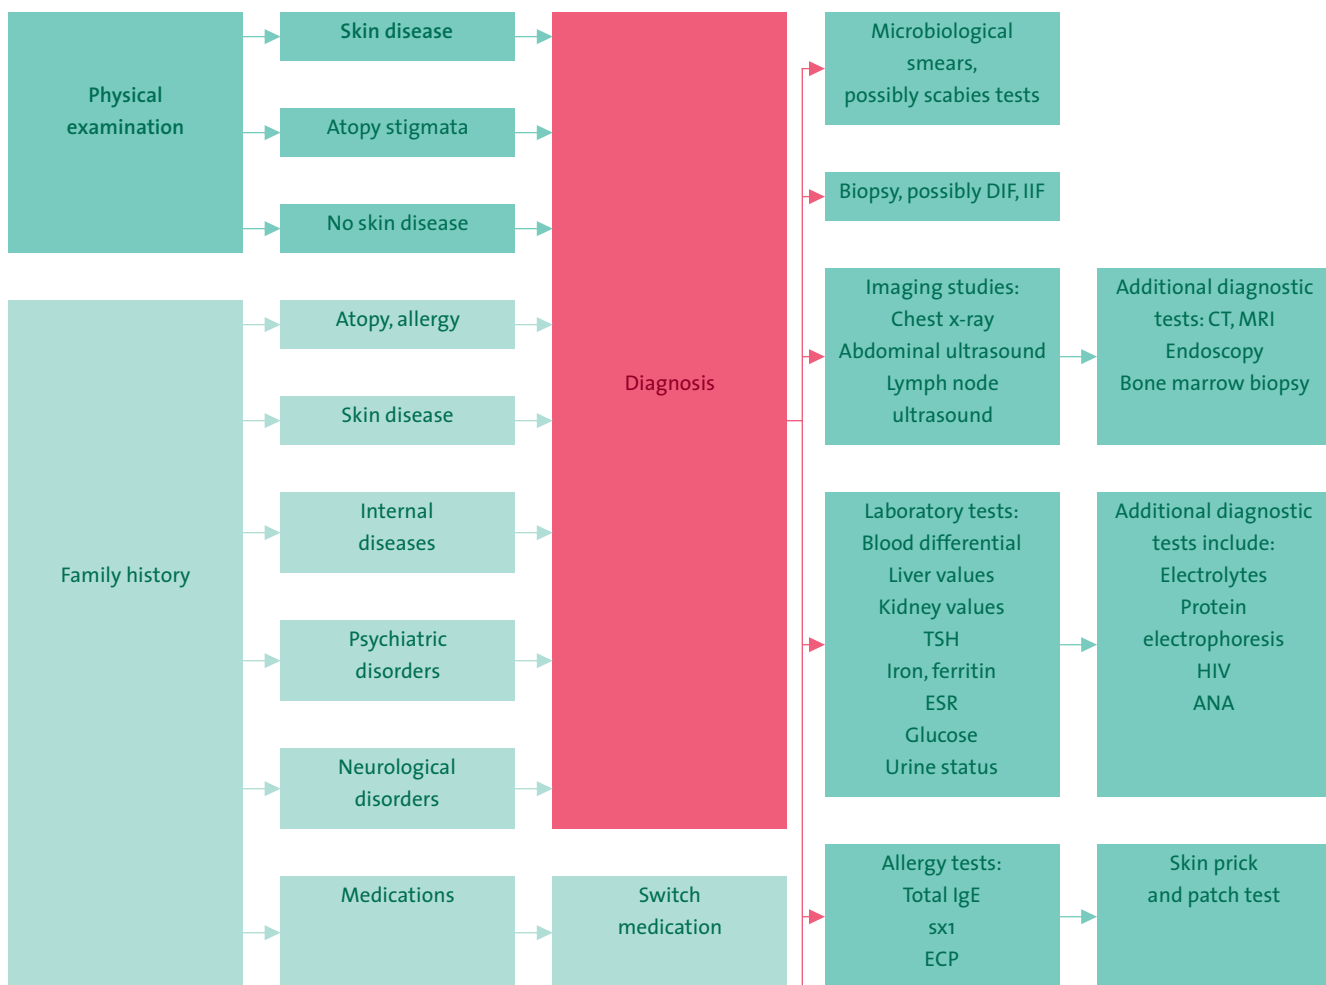 Physical
examination
Skin disease
Atopy stigmata
No skin disease
Family history
Atopy, allergy
Skin disease
Internal
diseases
Psychiatric
disorders
Neurological
disorders
Medications
Switch
medication
Diagnosis
Microbiological
smears,
possibly scabies tests
Biopsy, possibly DIF, IIF
Imaging studies:
Chest x-ray
Abdominal ultrasound
Lymph node
ultrasound
Additional diagnostic
tests: CT, MRI
Endoscopy
Bone marrow biopsy
Laboratory tests:
Blood differential
Liver values
Kidney values
TSH
Iron, ferritin
ESR
Glucose
Urine status
Additional diagnostic
tests include:
Electrolytes
Protein
electrophoresis
HIV
ANA
Allergy tests:
Total IgE
sx1
ECP
Skin prick
and patch test